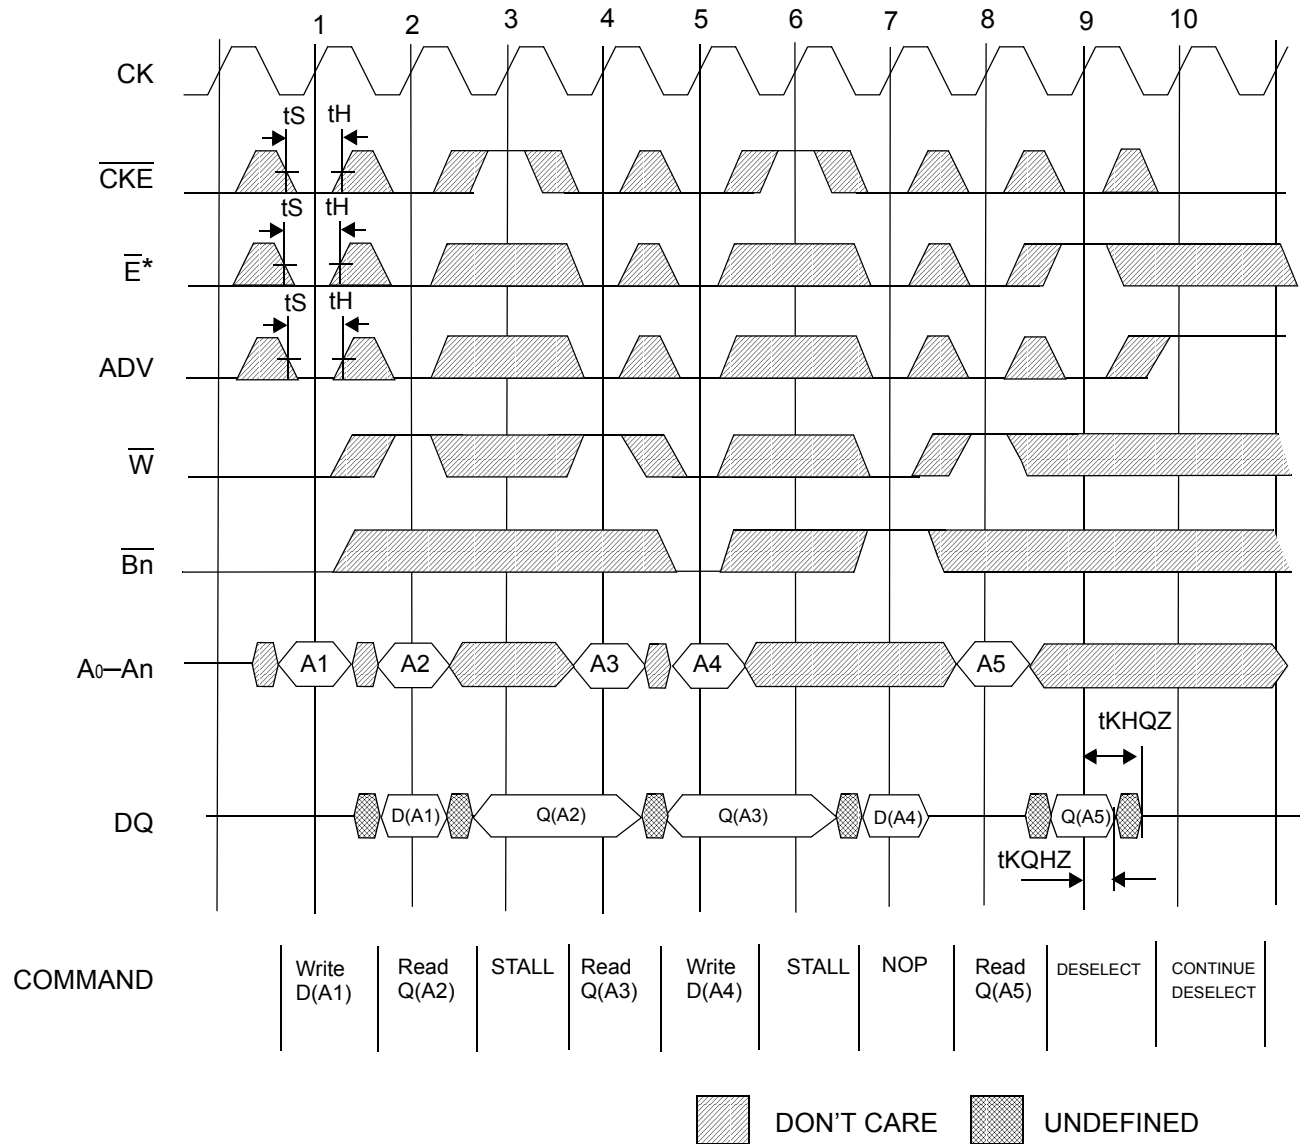 1 2 3 4 5 6 7 8 9 10
CK
tS tH
CKE
tS tH
E*
tS tH
ADV
W
Bn
A0–An A1 A2 A3 A4 A5
tKHQZ
DQ D(A1) Q(A2) Q(A3) D(A4) Q(A5)
tKQHZ
COMMAND
Write D(A1)
Read Q(A2)
STALL
Read Q(A3)
Write D(A4)
STALL
NOP
Read Q(A5)
DESELECT
CONTINUE DESELECT
DON'T CARE UNDEFINED